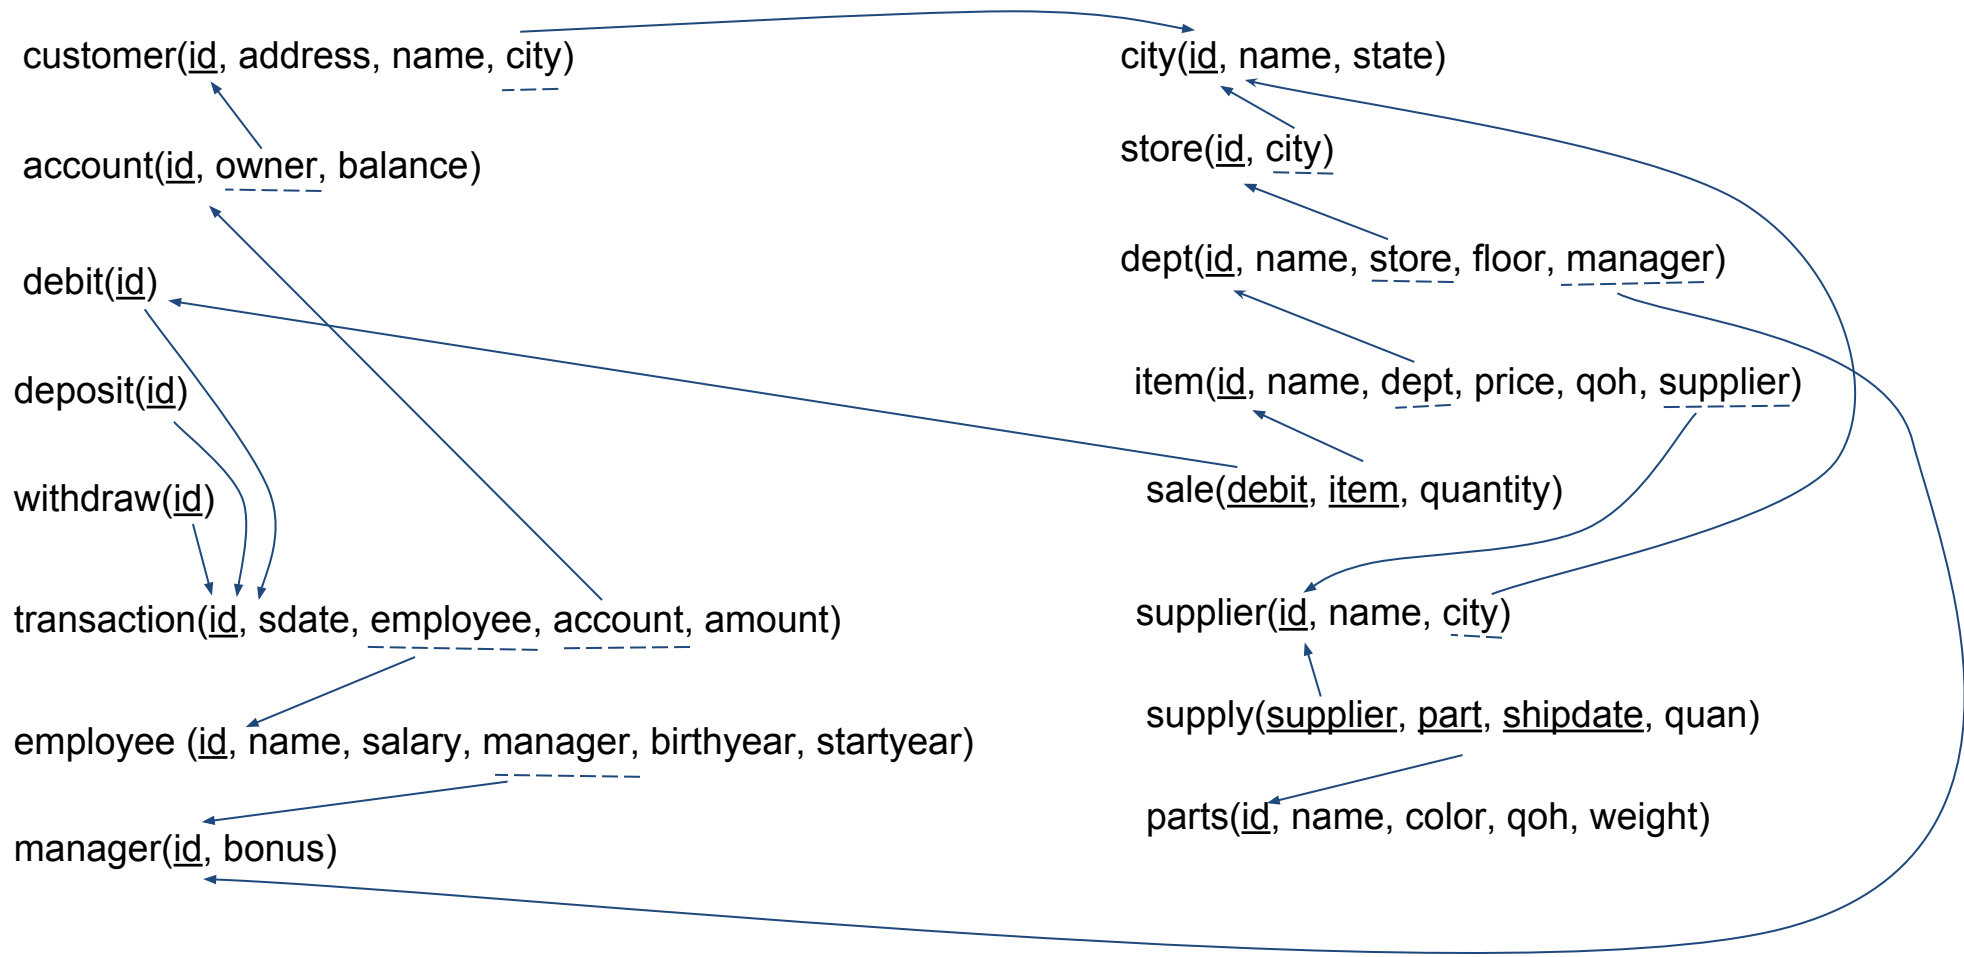 customer(id, address, name, city)
account(id, owner, balance)
debit(id)
deposit(id)
withdraw(id)
transaction(id, sdate, employee, account, amount)
employee (id, name, salary, manager, birthyear, startyear)
manager(id, bonus)
city(id, name, state)
store(id, city)
dept(id, name, store, floor, manager)
item(id, name, dept, price, qoh, supplier)
sale(debit, item, quantity)
supplier(id, name, city)
supply(supplier, part, shipdate, quan)
parts(id, name, color, qoh, weight)